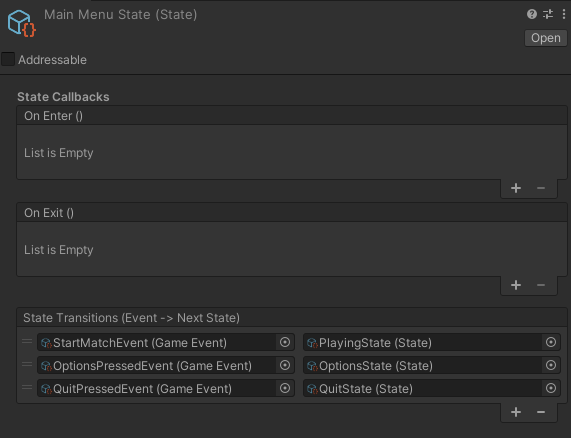 Main Menu State (State)
Open
Addressable
State Callbacks
On Enter ()
List is Empty
On Exit ()
List is Empty
State Transitions (Event -> Next State)
StartMatchEvent (Game Event) PlayingState (State)
OptionsPressedEvent (Game Event) OptionsState (State)
QuitPressedEvent (Game Event) QuitState (State)